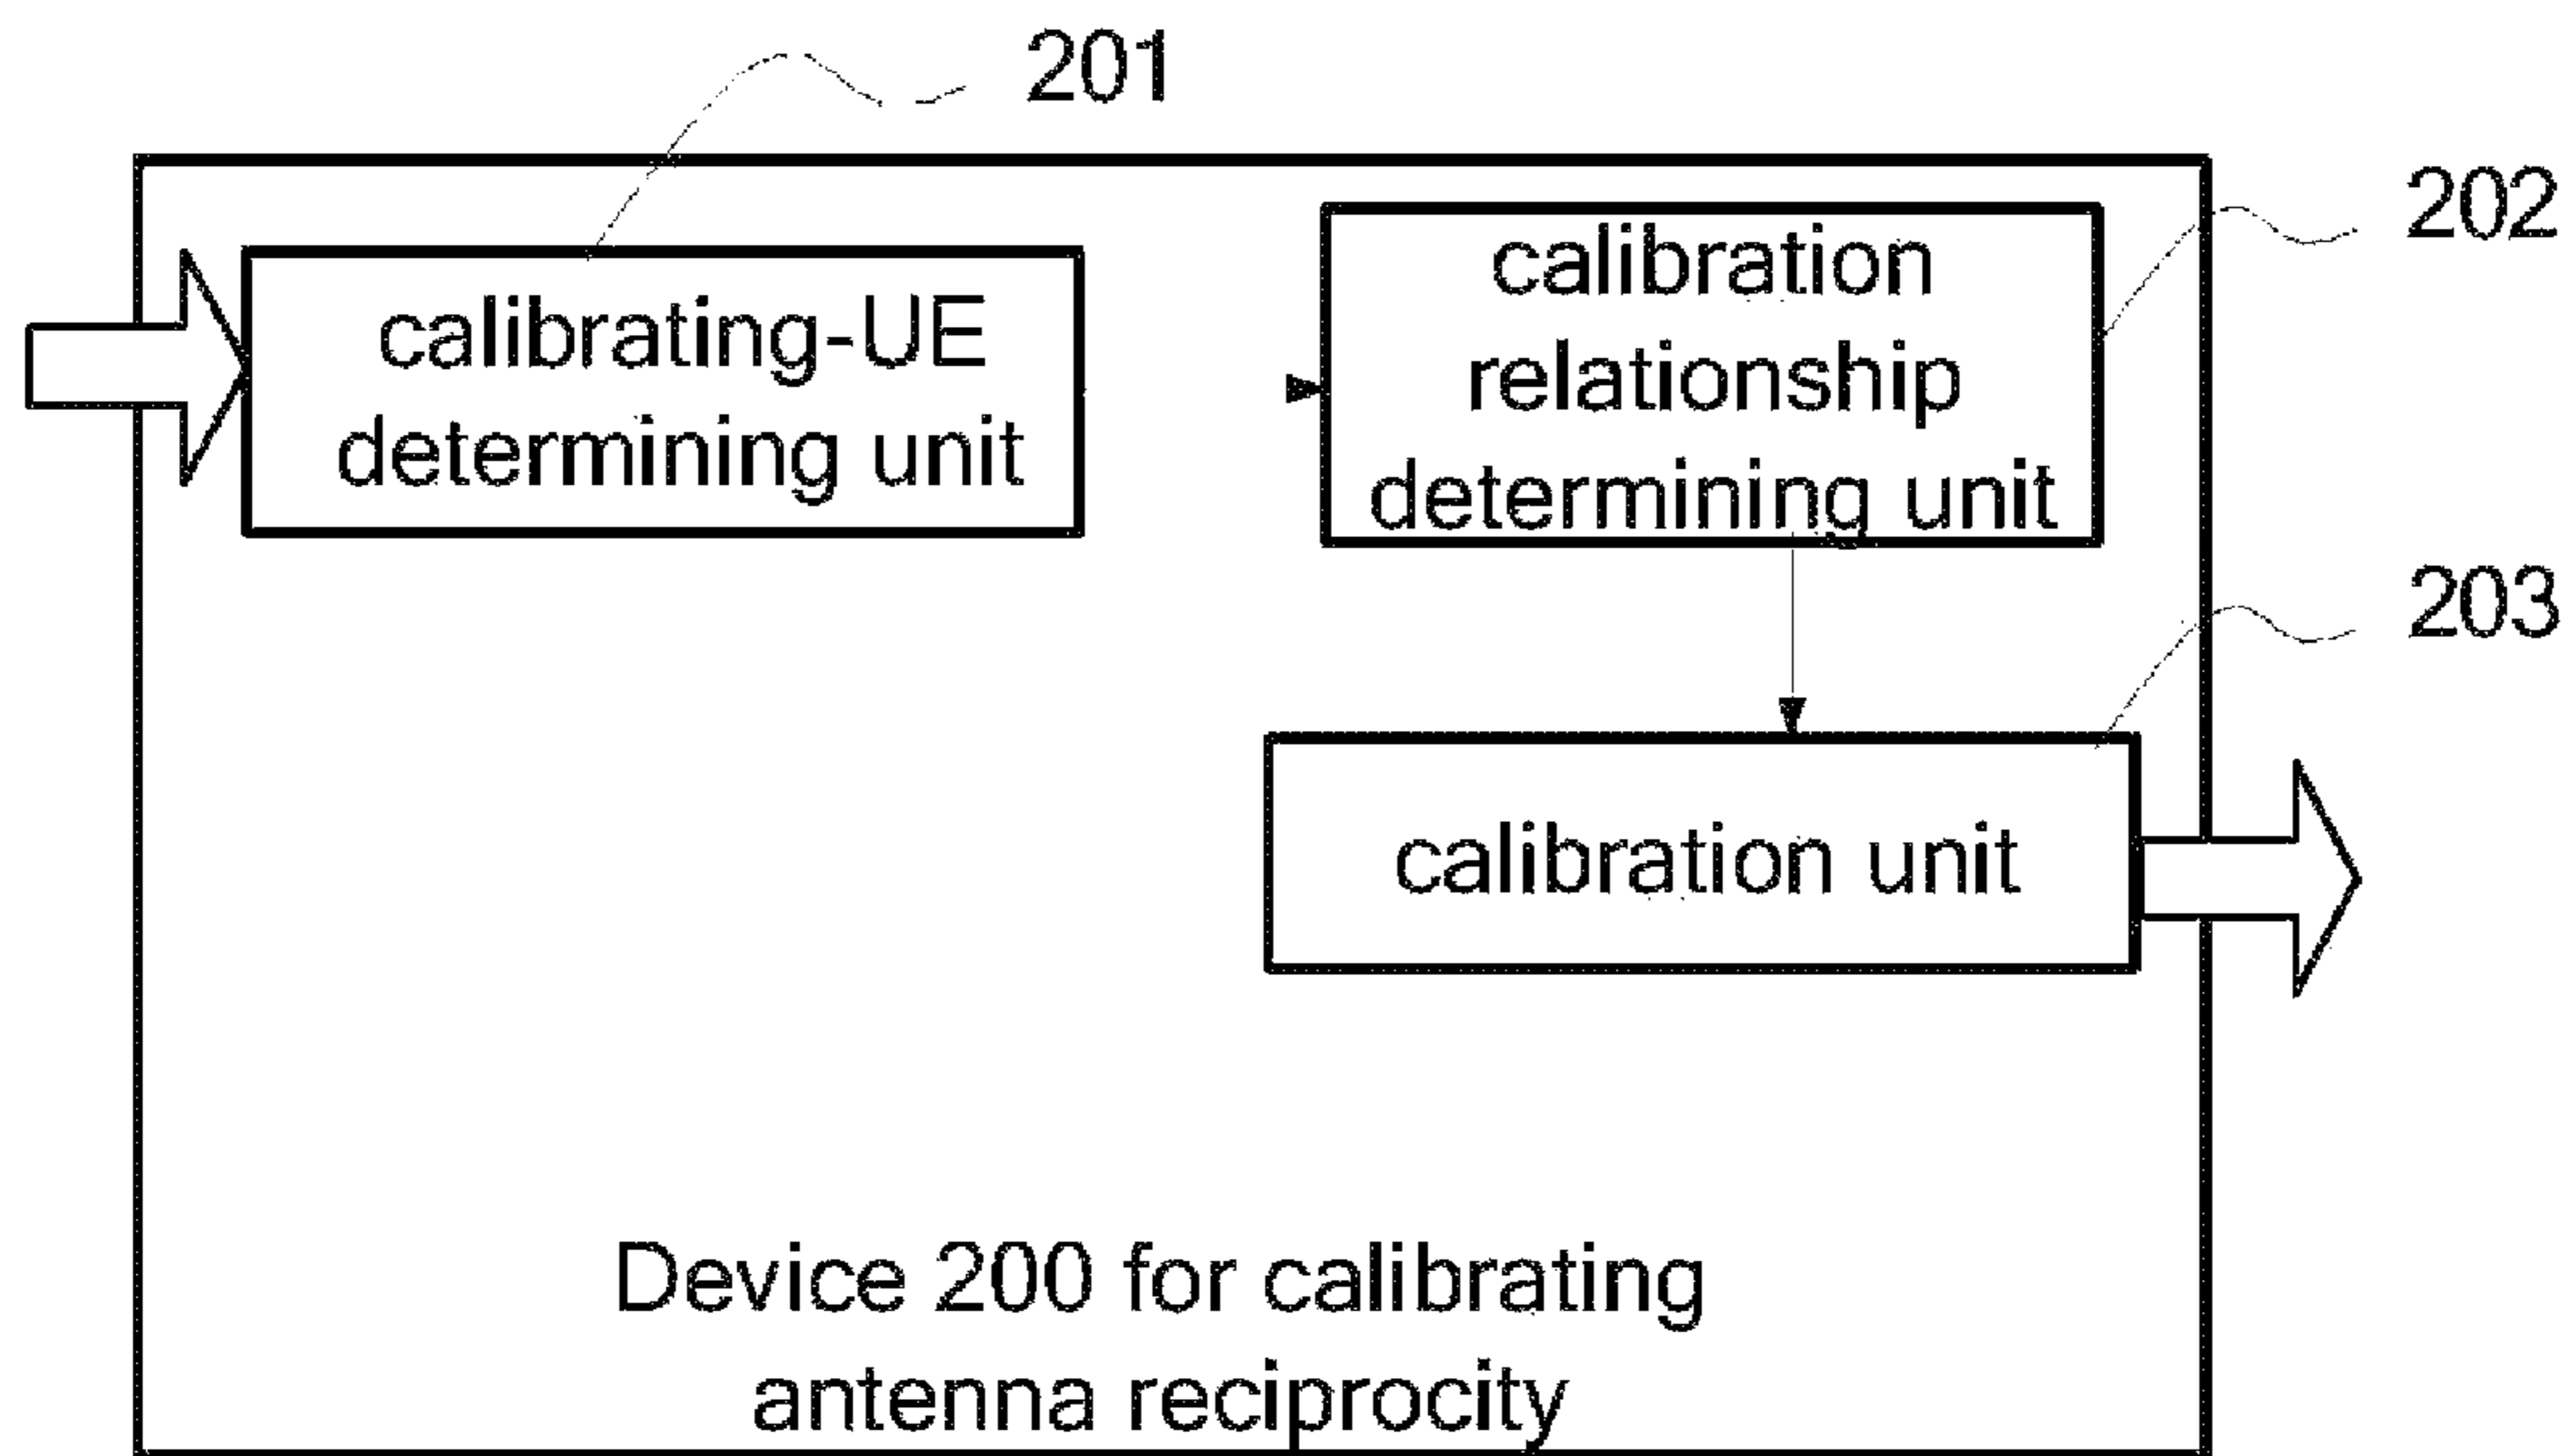 201
202
calibrating-UE
determining unit
calibration
relationship
determining unit
203
calibration unit
Device 200 for calibrating
antenna reciprocity